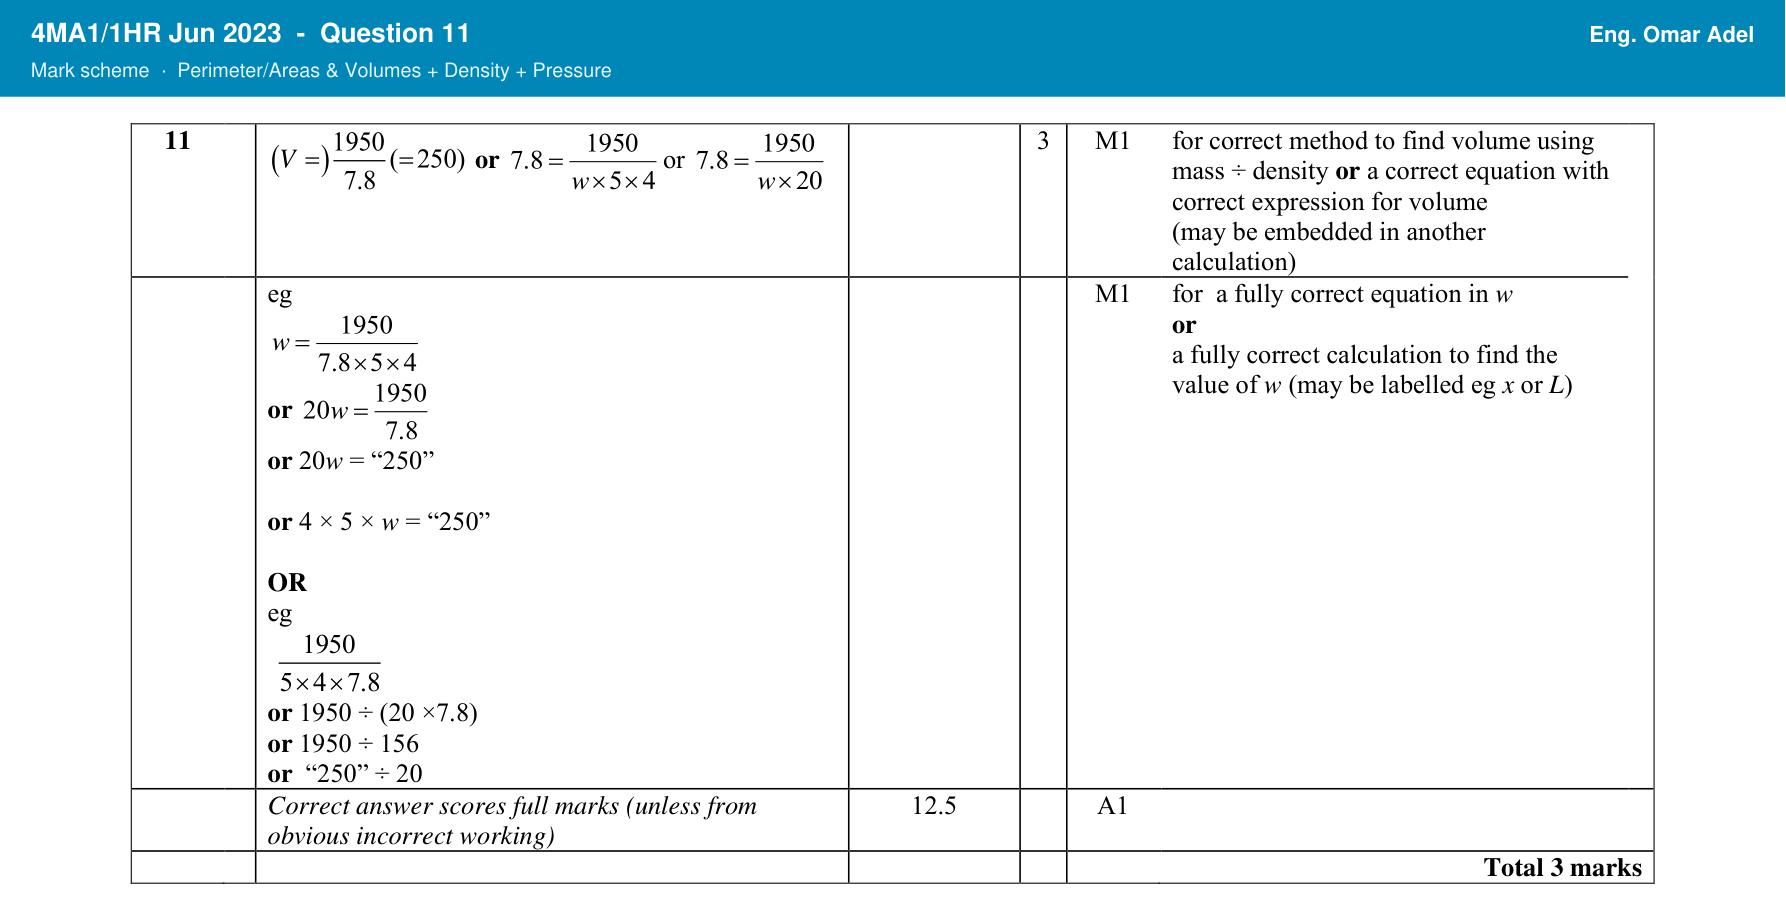 4MA1/1HR Jun 2023 - Question 11
Eng. Omar Adel
Mark scheme · Perimeter/Areas & Volumes + Density + Pressure
11
(V =) 1950/7.8 (=250) or 7.8 = 1950/(w×5×4) or 7.8 = 1950/(w×20)
3
M1
for correct method to find volume using
mass ÷ density or a correct equation with
correct expression for volume
(may be embedded in another
calculation)
eg
w = 1950/(7.8×5×4)
or 20w = 1950/7.8
or 20w = “250”
or 4 × 5 × w = “250”
OR
eg
1950/(5×4×7.8)
or 1950 ÷ (20 ×7.8)
or 1950 ÷ 156
or “250” ÷ 20
M1
for a fully correct equation in w
or
a fully correct calculation to find the
value of w (may be labelled eg x or L)
Correct answer scores full marks (unless from
obvious incorrect working)
12.5
A1
Total 3 marks